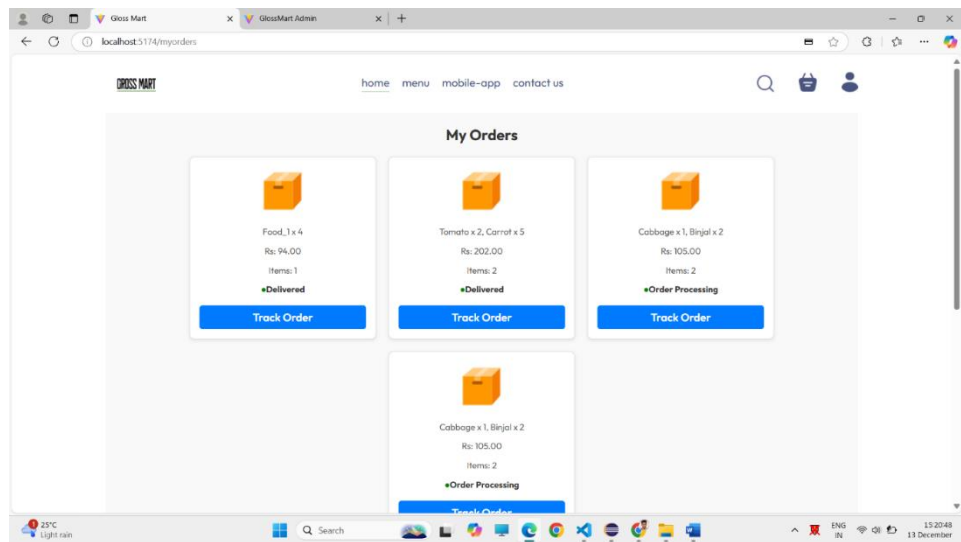 Gloss Mart
GlossMart Admin
localhost:5174/myorders
GROSS MART
home menu mobile-app contact us
My Orders
Food_1 x 4
Rs: 94.00
Items: 1
•Delivered
Track Order
Tomato x 2, Carrot x 5
Rs: 202.00
Items: 2
•Delivered
Track Order
Cabbage x 1, Binjal x 2
Rs: 105.00
Items: 2
•Order Processing
Track Order
Cabbage x 1, Binjal x 2
Rs: 105.00
Items: 2
•Order Processing
Track Order
1
25°C
Light rain
Search
ENG
IN
15:20:48
13 December